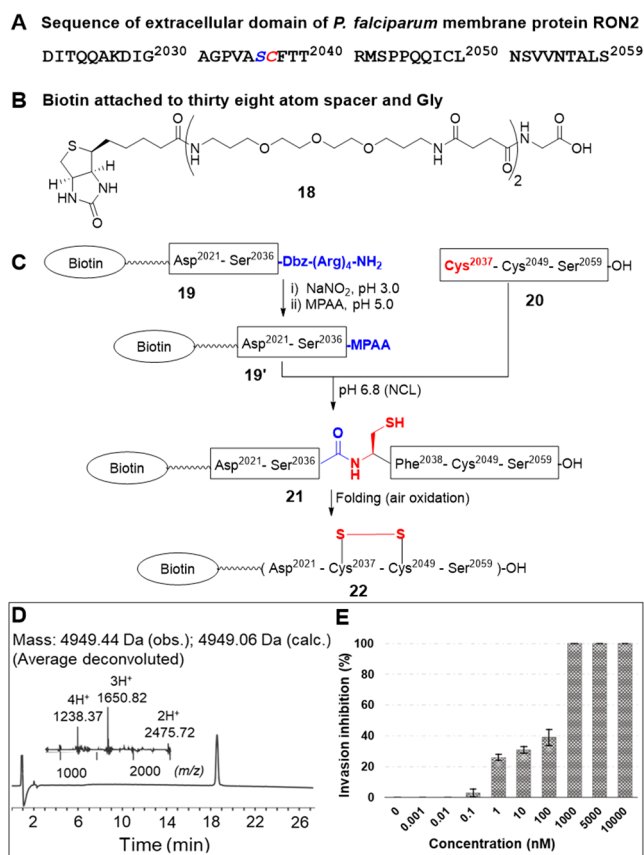 A Sequence of extracellular domain of P. falciparum membrane protein RON2
DITQQAKDIG²⁰³⁰ AGPVASCFTT²⁰⁴⁰ RMSPPQQICL²⁰⁵⁰ NSVVNTALS²⁰⁵⁹
B Biotin attached to thirty eight atom spacer and Gly
O
O
O
S
N
H
O
O
O
H
N
N
H
OH
H
H
HN
NH
O
O
O
2
18
C
Biotin
Asp²⁰²¹- Ser²⁰³⁶
-Dbz-(Arg)₄-NH₂
Cys²⁰³⁷-Cys²⁰⁴⁹-Ser²⁰⁵⁹
-OH
19
i) NaNO₂, pH 3.0
ii) MPAA, pH 5.0
20
Biotin
Asp²⁰²¹- Ser²⁰³⁶
-MPAA
19'
pH 6.8 (NCL)
SH
O
Biotin
Asp²⁰²¹- Ser²⁰³⁶
N
H
Phe²⁰³⁸-Cys²⁰⁴⁹-Ser²⁰⁵⁹
-OH
21
Folding (air oxidation)
S
S
Biotin
( Asp²⁰²¹ - Cys²⁰³⁷ - Cys²⁰⁴⁹ - Ser²⁰⁵⁹ )-OH
22
D
Mass: 4949.44 Da (obs.); 4949.06 Da (calc.)
(Average deconvoluted)
3H⁺
4H⁺
1650.82
1238.37
2H⁺
2475.72
1000
2000
(m/z)
2
6
10
14
18
22
26
Time (min)
E
Invasion inhibition (%)
100
80
60
40
20
0
0
0.001
0.01
0.1
1
10
100
1000
5000
10000
Concentration (nM)